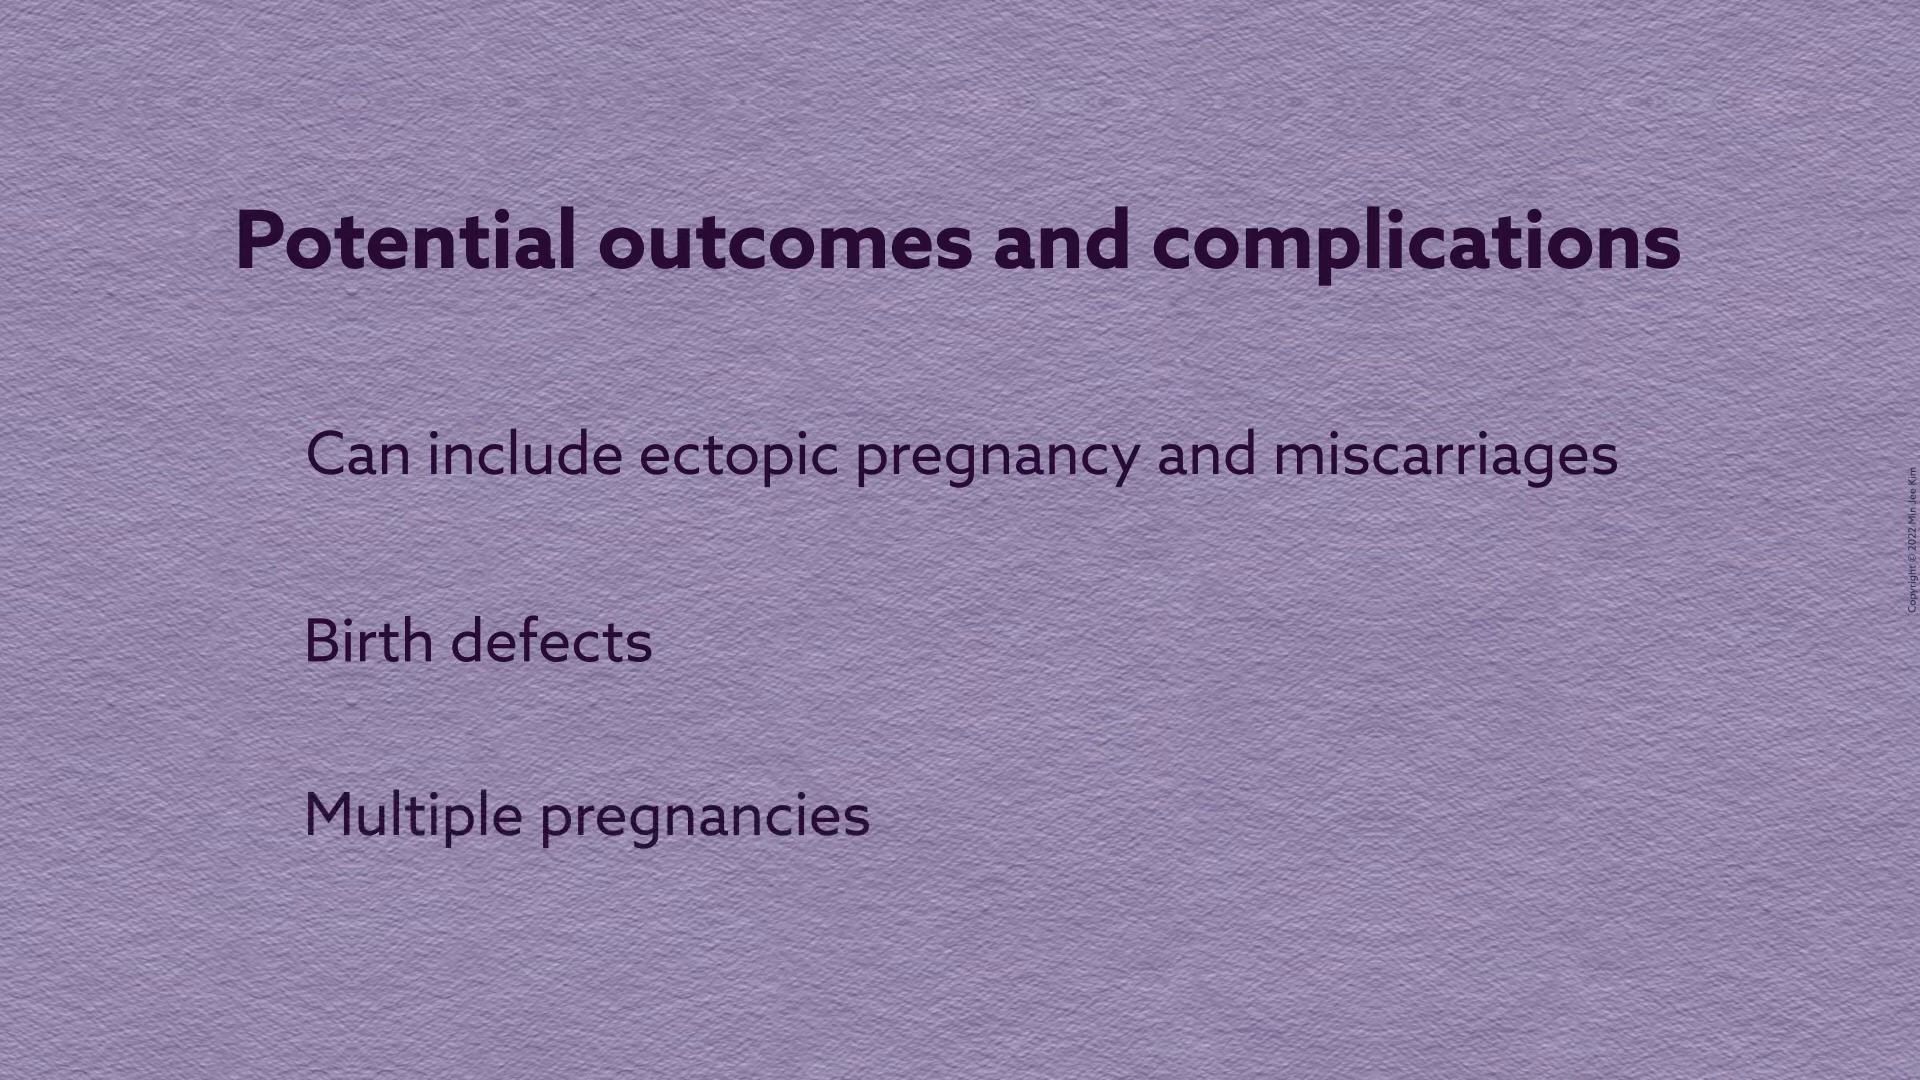 Potential outcomes and complications
Can include ectopic pregnancy and miscarriages
Birth defects
Multiple pregnancies
Copyright © 2022 Min Jee Kim